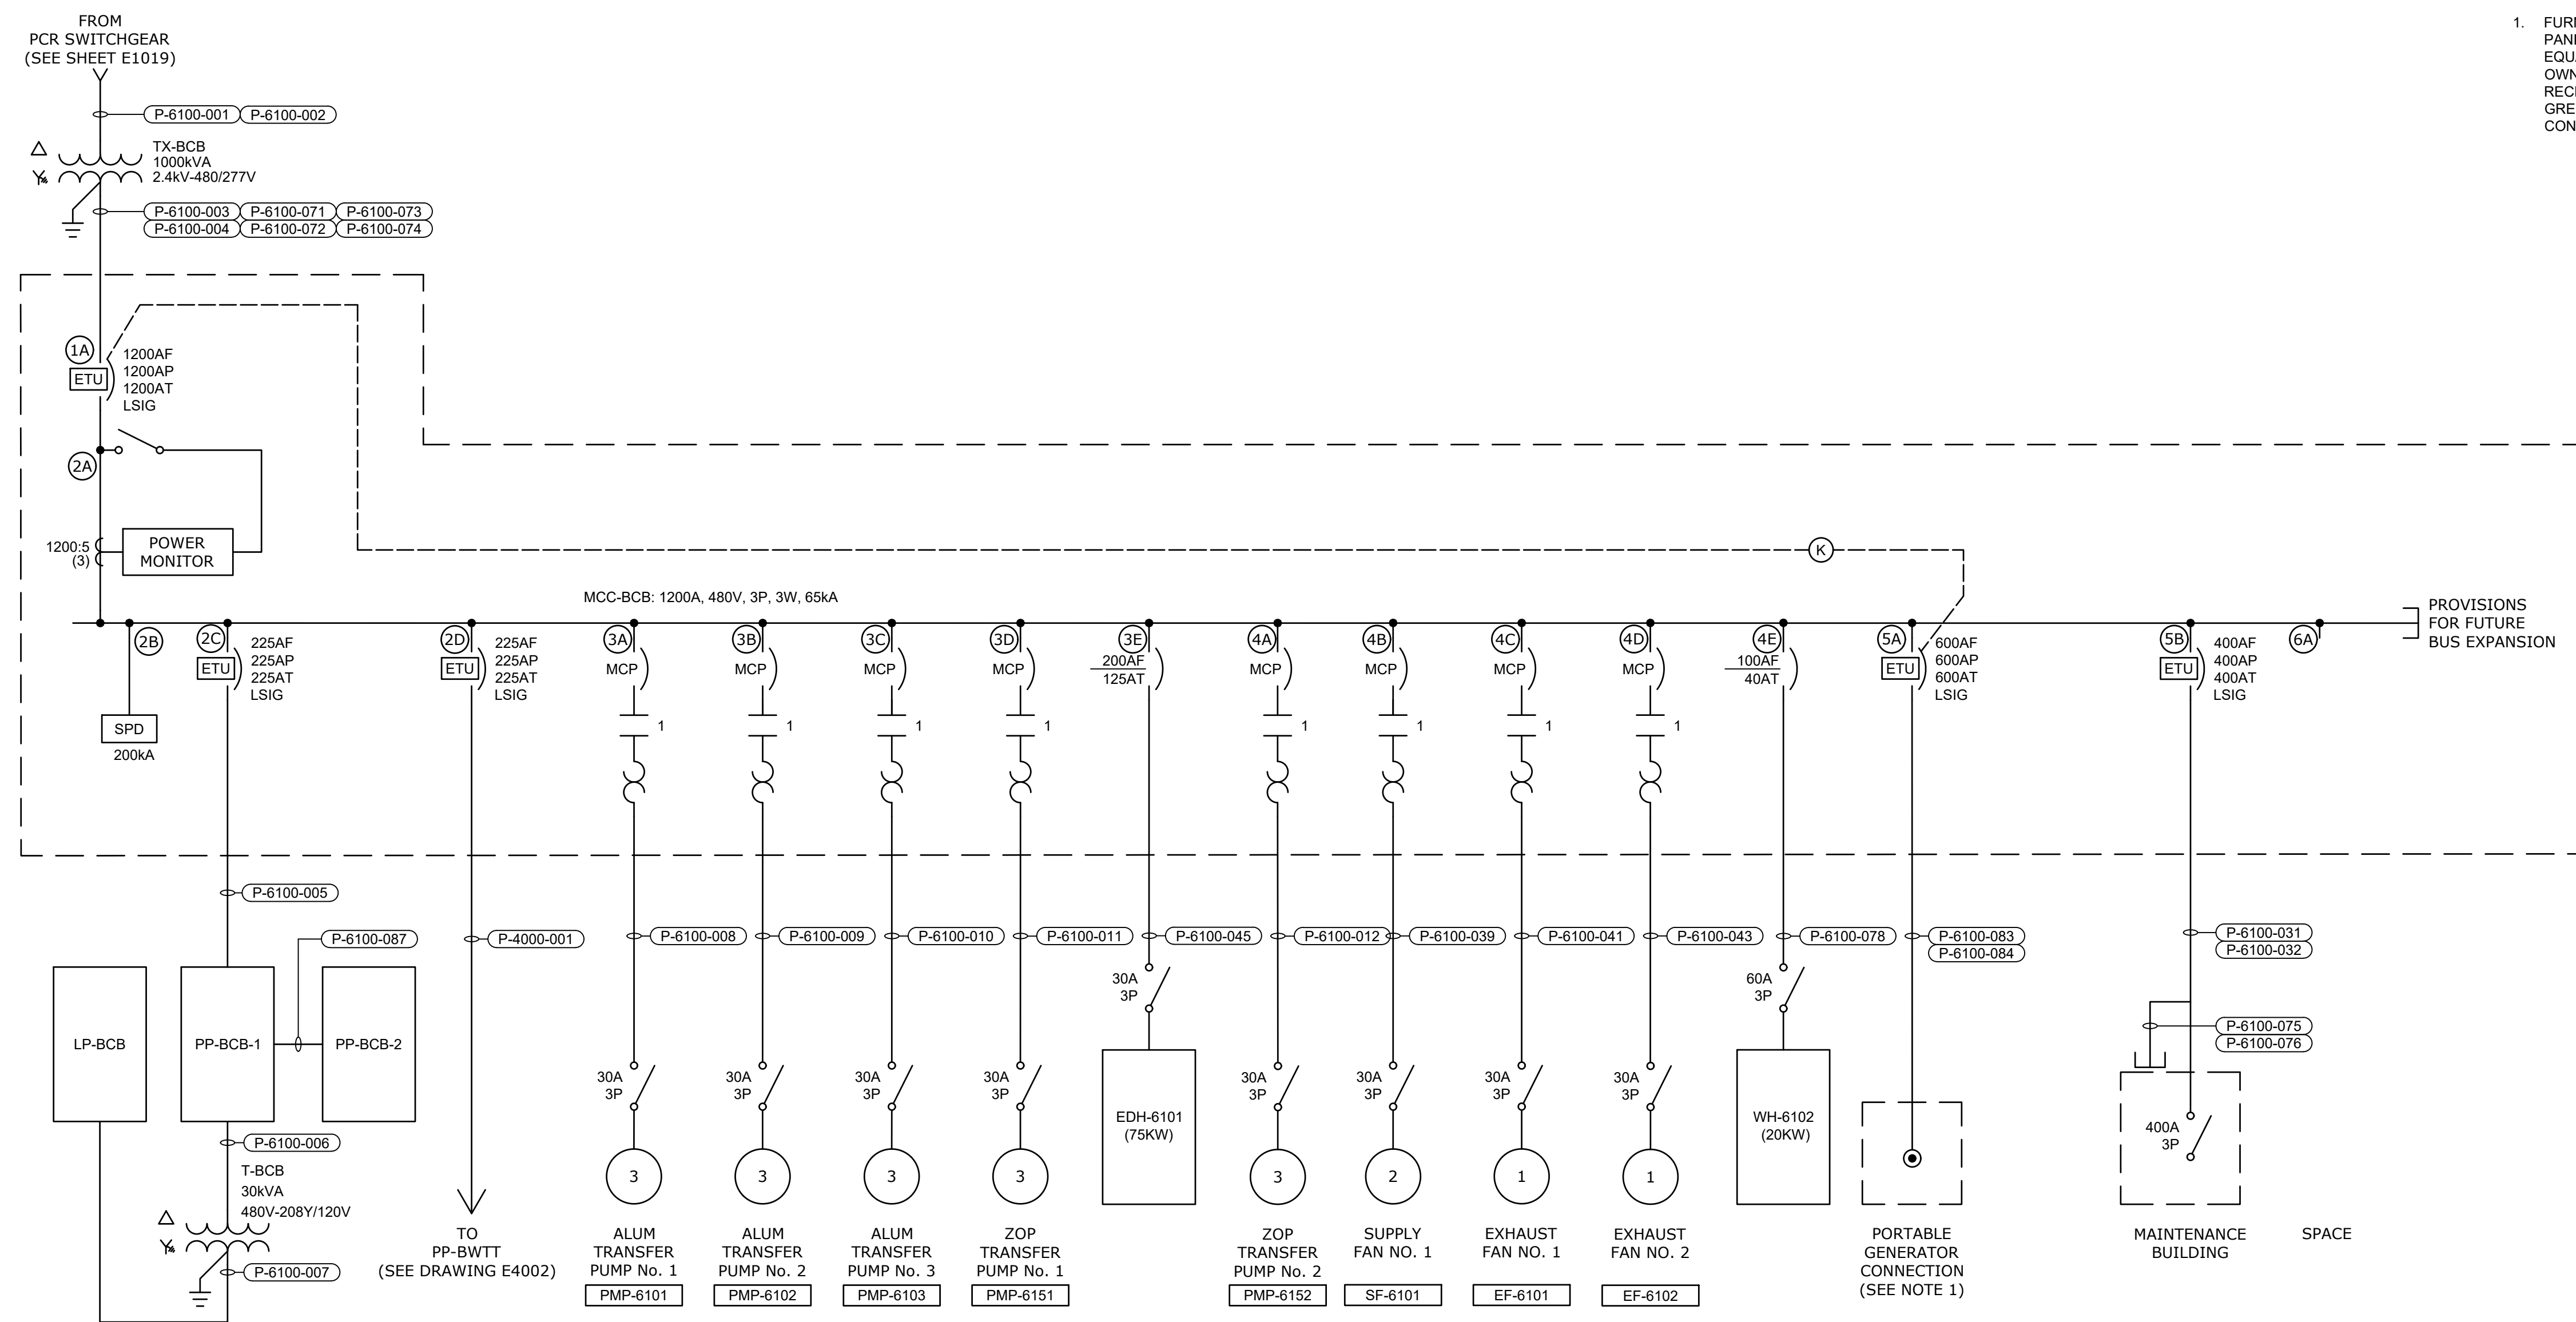 FROM
PCR SWITCHGEAR
(SEE SHEET E1019)
P-6100-001 P-6100-002
TX-BCB
1000kVA
2.4kV-480/277V
P-6100-003 P-6100-071 P-6100-073
P-6100-004 P-6100-072 P-6100-074
1.
1A
ETU
1200AF
1200AP
1200AT
LSIG
2A
1200:5
(3)
POWER
MONITOR
K
MCC-BCB: 1200A, 480V, 3P, 3W, 65kA
PROVISIONS
FOR FUTURE
BUS EXPANSION
2B
SPD
200kA
2C
ETU
225AF
225AP
225AT
LSIG
2D
ETU
225AF
225AP
225AT
LSIG
3A
MCP
1
3B
MCP
1
3C
MCP
1
3D
MCP
1
3E
200AF
125AT
4A
MCP
1
4B
MCP
1
4C
MCP
1
4D
MCP
1
4E
100AF
40AT
5A
ETU
600AF
600AP
600AT
LSIG
5B
ETU
400AF
400AP
400AT
LSIG
6A
P-6100-005
P-6100-087
P-4000-001
P-6100-008
P-6100-009
P-6100-010
P-6100-011
P-6100-045
P-6100-012
P-6100-039
P-6100-041
P-6100-043
P-6100-078
P-6100-083
P-6100-084
P-6100-031
P-6100-032
P-6100-075
P-6100-076
LP-BCB
PP-BCB-1
PP-BCB-2
P-6100-006
T-BCB
30kVA
480V-208Y/120V
P-6100-007
TO
PP-BWTT
(SEE DRAWING E4002)
30A
3P
3
ALUM
TRANSFER
PUMP No. 1
PMP-6101
30A
3P
3
ALUM
TRANSFER
PUMP No. 2
PMP-6102
30A
3P
3
ALUM
TRANSFER
PUMP No. 3
PMP-6103
30A
3P
3
ZOP
TRANSFER
PUMP No. 1
PMP-6151
30A
3P
EDH-6101
(75KW)
30A
3P
3
ZOP
TRANSFER
PUMP No. 2
PMP-6152
30A
3P
2
SUPPLY
FAN NO. 1
SF-6101
30A
3P
1
EXHAUST
FAN NO. 1
EF-6101
30A
3P
1
EXHAUST
FAN NO. 2
EF-6102
60A
3P
WH-6102
(20KW)
PORTABLE
GENERATOR
CONNECTION
(SEE NOTE 1)
400A
3P
MAINTENANCE
BUILDING
SPACE